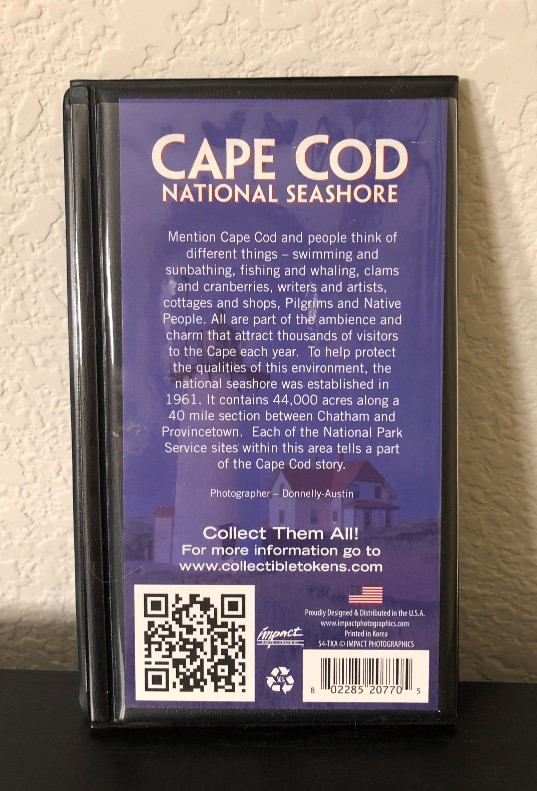 CAPE COD
NATIONAL SEASHORE
Mention Cape Cod and people think of
different things – swimming and
sunbathing, fishing and whaling, clams
and cranberries, writers and artists,
cottages and shops, Pilgrims and Native
People. All are part of the ambience and
charm that attract thousands of visitors
to the Cape each year. To help protect
the qualities of this environment, the
national seashore was established in
1961. It contains 44,000 acres along a
40 mile section between Chatham and
Provincetown. Each of the National Park
Service sites within this area tells a part
of the Cape Cod story.
Photographer – Donnelly-Austin
Collect Them All!
For more information go to
www.collectibletokens.com
impact
Proudly Designed & Distributed in the U.S.A.
www.impactphotographics.com
Printed in Korea
54-TKA © IMPACT PHOTOGRAPHICS
8 02285 20770 5